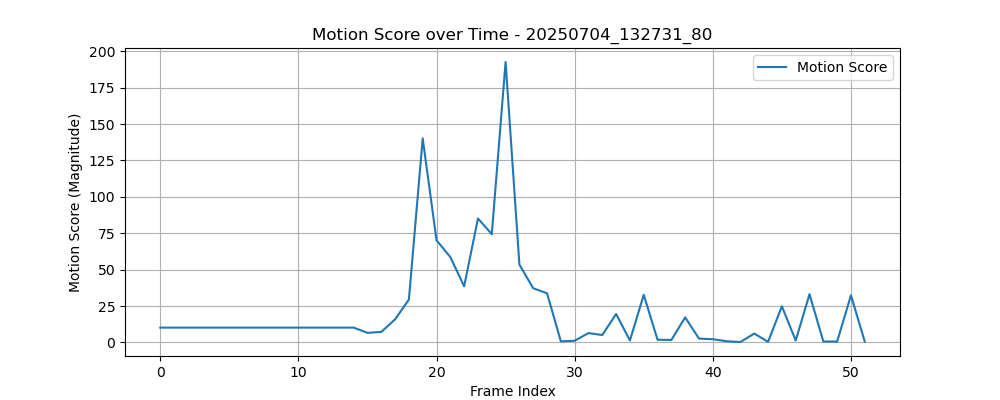 Motion Score over Time - 20250704_132731_80
Motion Score
Motion Score (Magnitude)
200
175
150
125
100
75
50
25
0
0 10 20 30 40 50
Frame Index